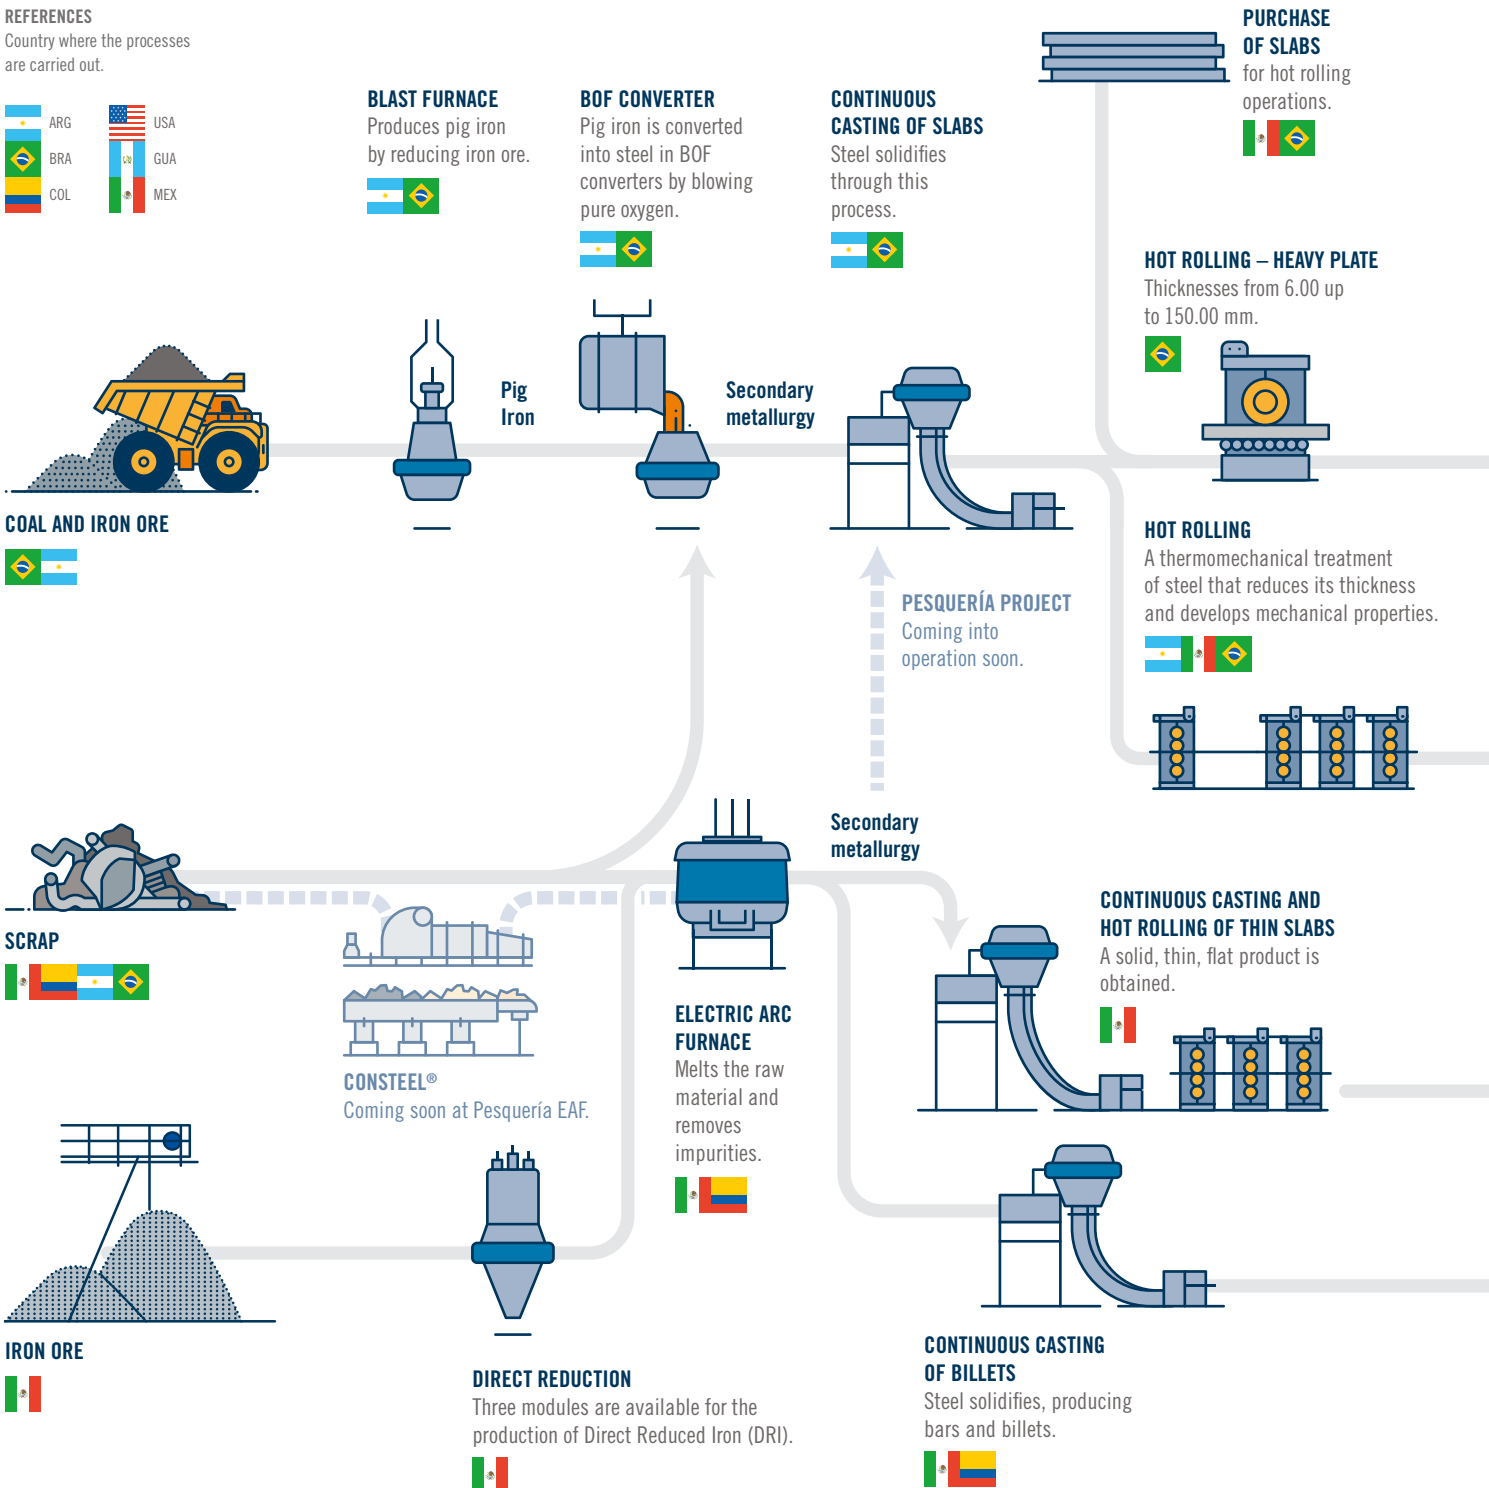 REFERENCES
Country where the processes
are carried out.
ARG
USA
BRA
GUA
COL
MEX
BLAST FURNACE
Produces pig iron
by reducing iron ore.
BOF CONVERTER
Pig iron is converted
into steel in BOF
converters by blowing
pure oxygen.
CONTINUOUS
CASTING OF SLABS
Steel solidifies
through this
process.
PURCHASE
OF SLABS
for hot rolling
operations.
HOT ROLLING – HEAVY PLATE
Thicknesses from 6.00 up
to 150.00 mm.
Pig
Iron
Secondary
metallurgy
COAL AND IRON ORE
HOT ROLLING
A thermomechanical treatment
of steel that reduces its thickness
and develops mechanical properties.
PESQUERÍA PROJECT
Coming into
operation soon.
Secondary
metallurgy
SCRAP
CONTINUOUS CASTING AND
HOT ROLLING OF THIN SLABS
A solid, thin, flat product is
obtained.
ELECTRIC ARC
FURNACE
Melts the raw
material and
removes
impurities.
CONSTEEL®
Coming soon at Pesquería EAF.
IRON ORE
DIRECT REDUCTION
Three modules are available for the
production of Direct Reduced Iron (DRI).
CONTINUOUS CASTING
OF BILLETS
Steel solidifies, producing
bars and billets.